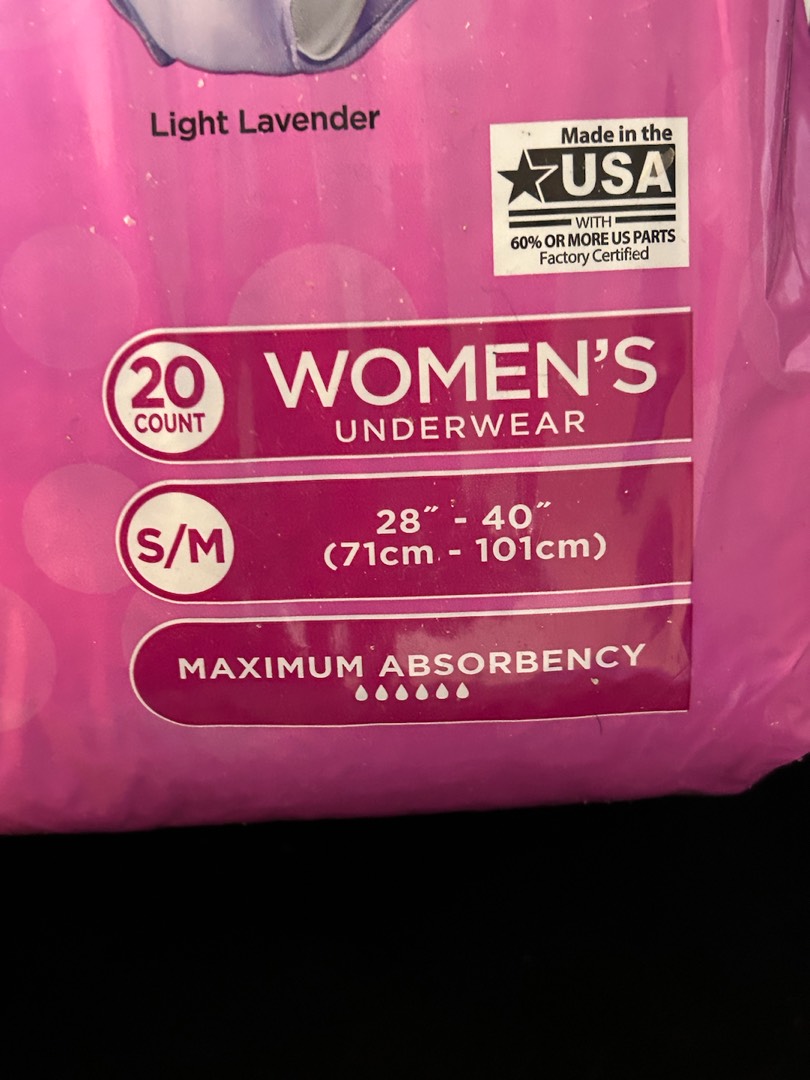 Light Lavender
Made in the
USA
WITH
60% OR MORE US PARTS
Factory Certified
20
COUNT
WOMEN'S
UNDERWEAR
S/M
28″ - 40″
(71cm - 101cm)
MAXIMUM ABSORBENCY